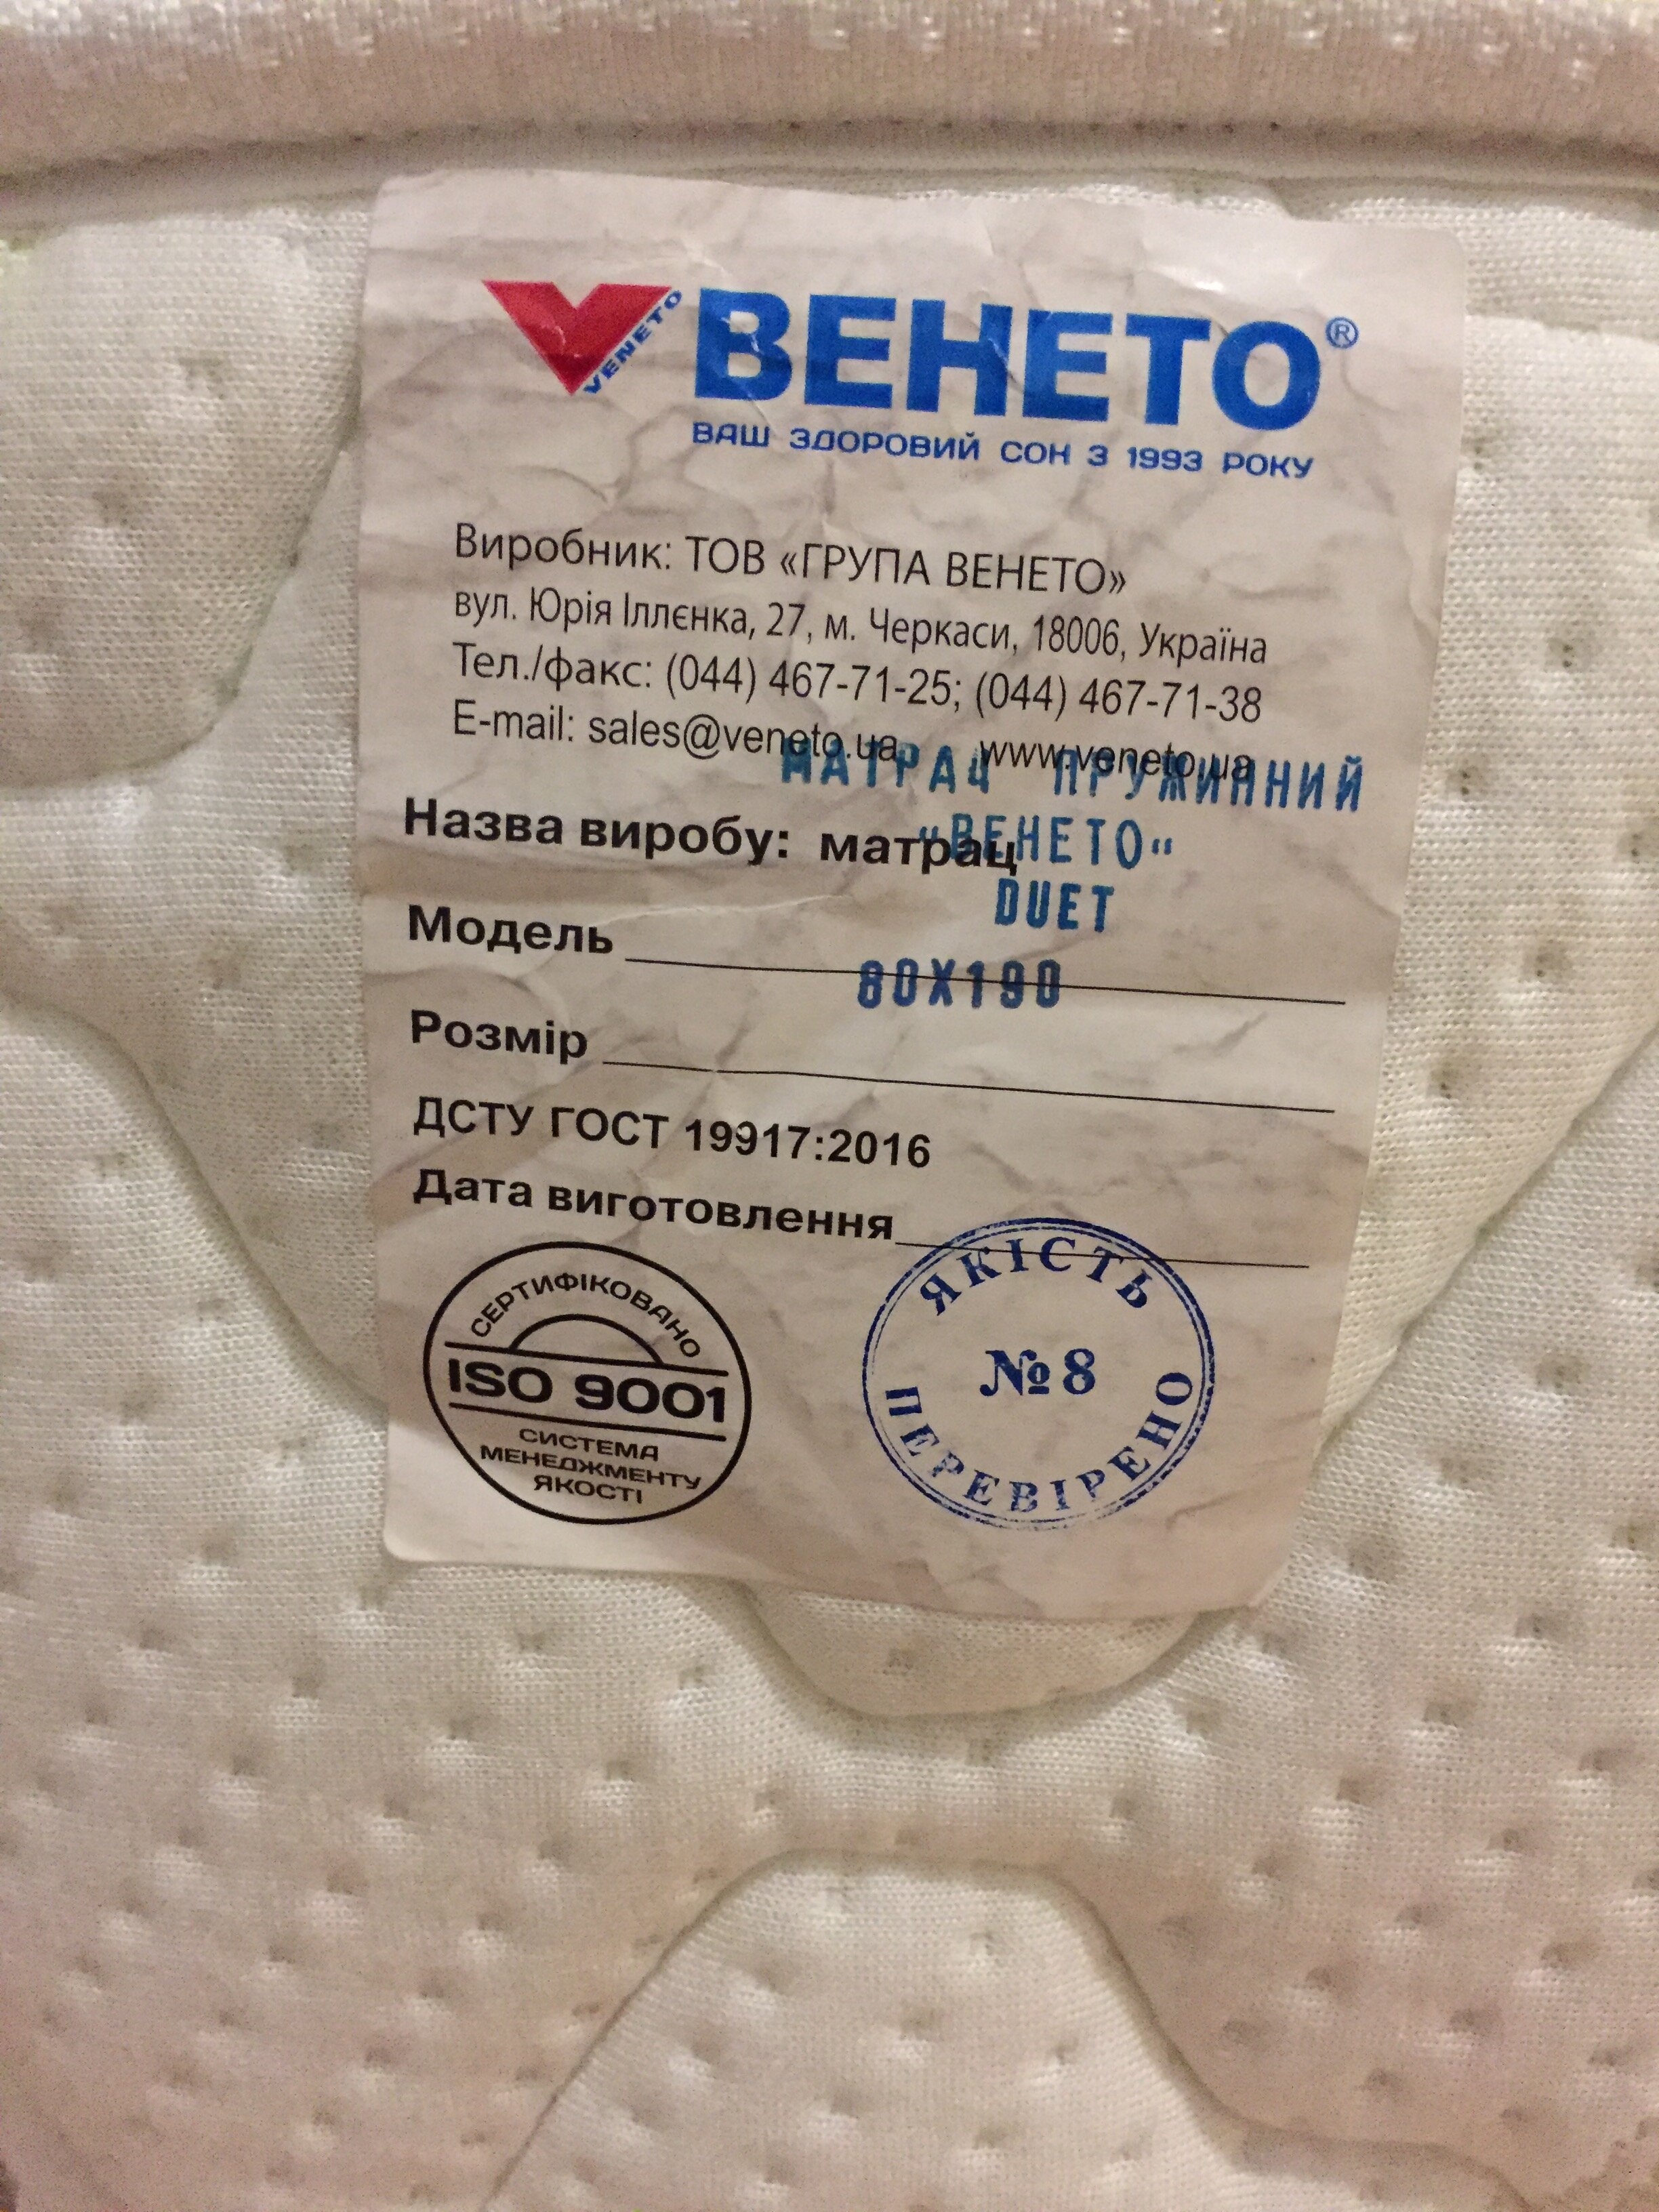 VENETO
ВЕНЕТО®
ВАШ ЗДОРОВИЙ СОН З 1993 РОКУ
Виробник: ТОВ «ГРУПА ВЕНЕТО»
вул. Юрія Іллєнка, 27, м. Черкаси, 18006, Україна
Тел./факс: (044) 467-71-25; (044) 467-71-38
E-mail: sales@veneto.ua www.veneto.ua
МАТРАЦ ПРУЖИННИЙ
Назва виробу: матрац
"ВЕНЕТО"
DUET
Модель
80X190
Розмір
ДСТУ ГОСТ 19917:2016
Дата виготовлення
СЕРТИФІКОВАНО
ISO 9001
СИСТЕМА
МЕНЕДЖМЕНТУ
ЯКОСТІ
ЯКІСТЬ
№ 8
ПЕРЕВІРЕНО